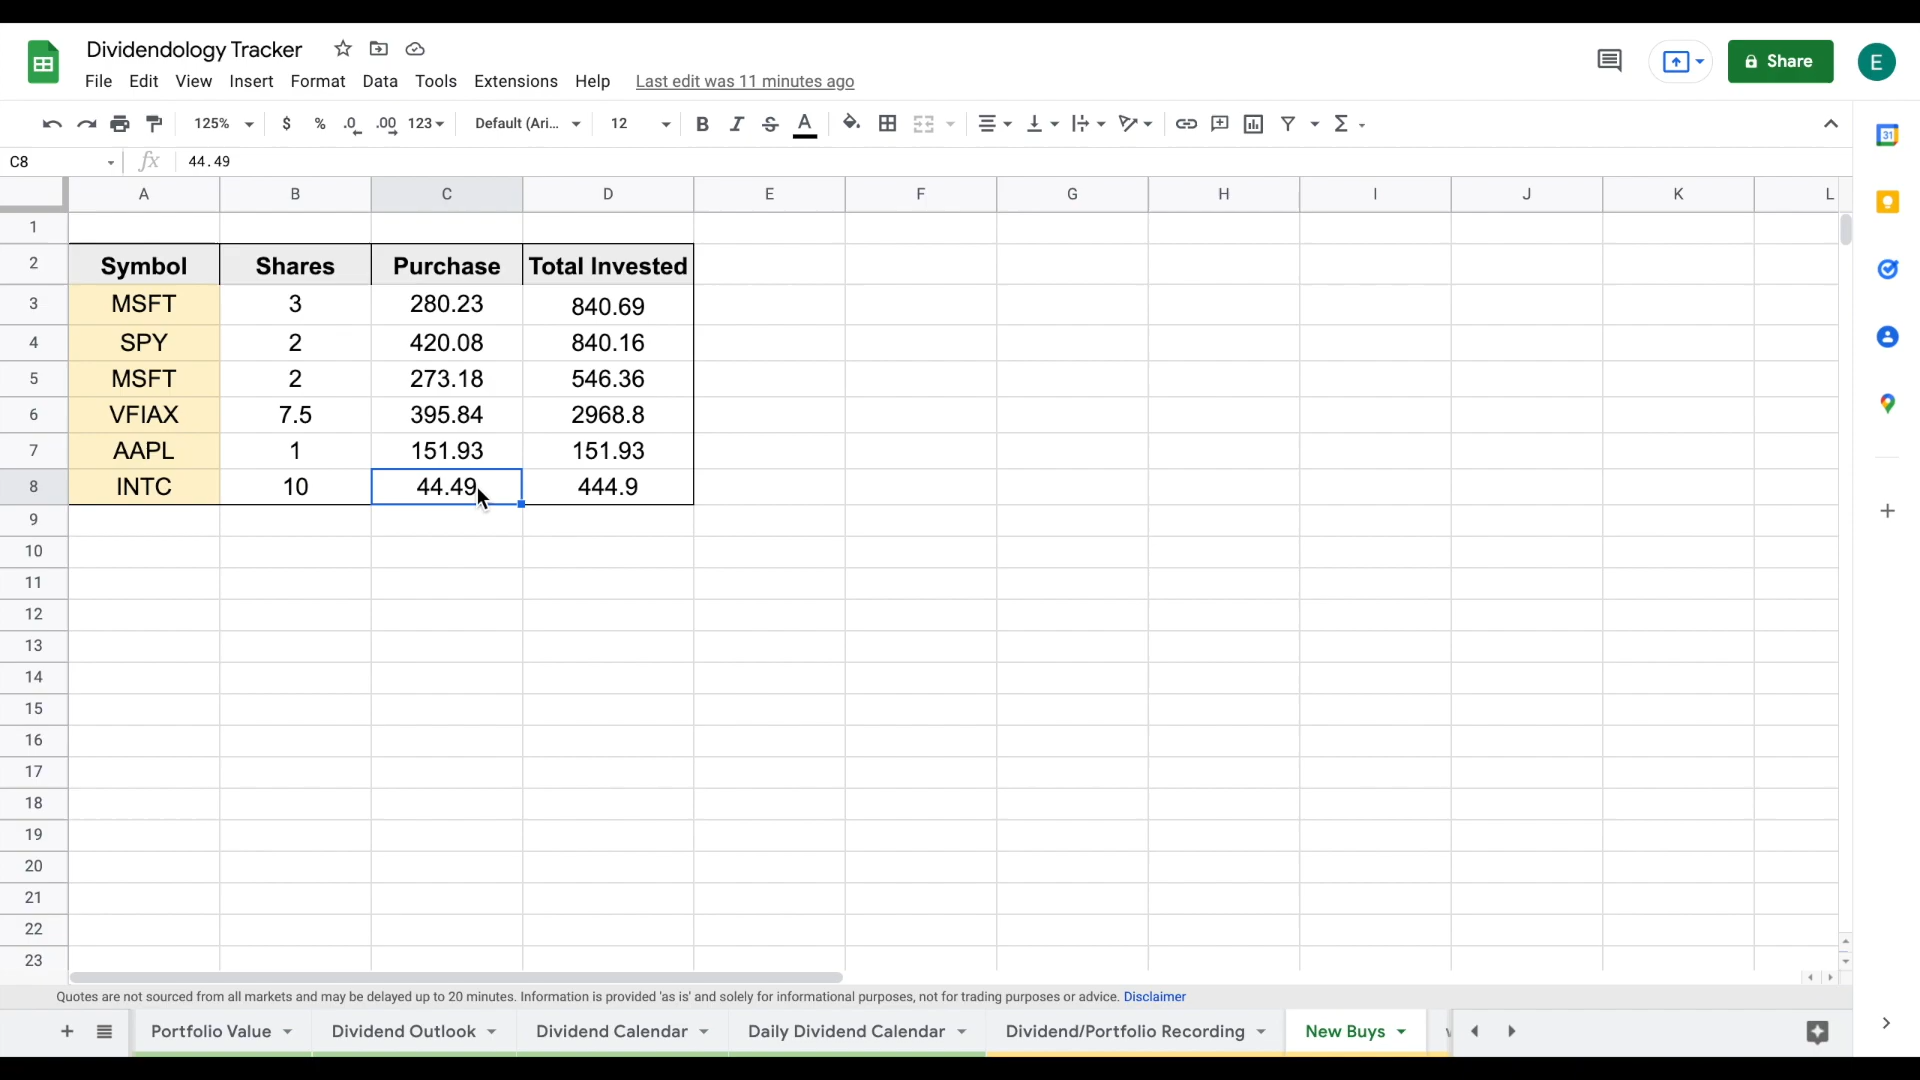 Dividendology Tracker
File Edit View Insert Format Data Tools Extensions Help Last edit was 11 minutes ago
Share
E
125% $ % .0 .00 123 Default (Ari... 12 B I S A
C8 fx 44.49
A B C D E F G H I J K L
1
2 Symbol Shares Purchase Total Invested
3 MSFT 3 280.23 840.69
4 SPY 2 420.08 840.16
5 MSFT 2 273.18 546.36
6 VFIAX 7.5 395.84 2968.8
7 AAPL 1 151.93 151.93
8 INTC 10 44.49 444.9
9
10
11
12
13
14
15
16
17
18
19
20
21
22
23
31
Quotes are not sourced from all markets and may be delayed up to 20 minutes. Information is provided 'as is' and solely for informational purposes, not for trading purposes or advice. Disclaimer
Portfolio Value Dividend Outlook Dividend Calendar Daily Dividend Calendar Dividend/Portfolio Recording New Buys